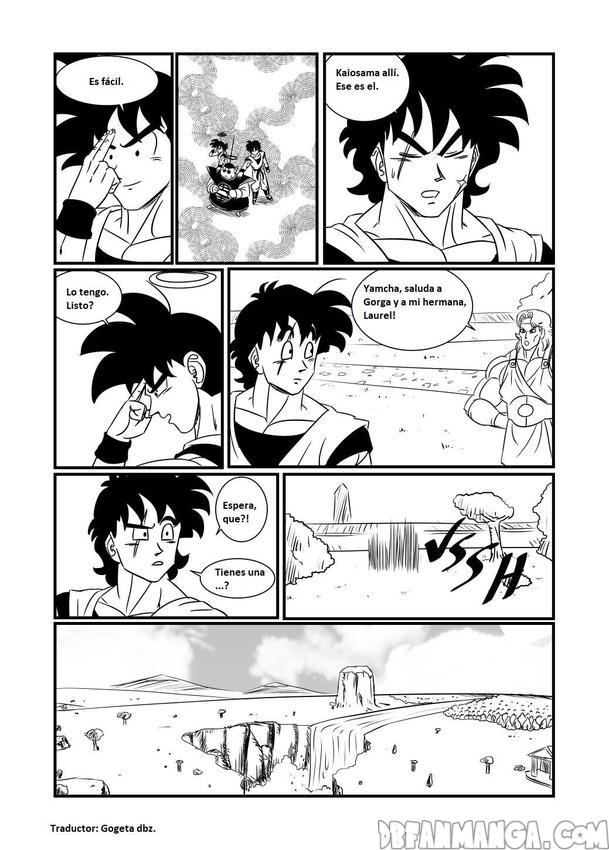 Es fácil.
Kaiosama allí.
Ese es el.
Lo tengo.
Listo?
Yamcha, saluda a
Gorga y a mi hermana,
Laurel!
Espera,
que?!
Tienes una
...?
VSSSH
Traductor: Gogeta dbz.
DBFANMANGA.COM